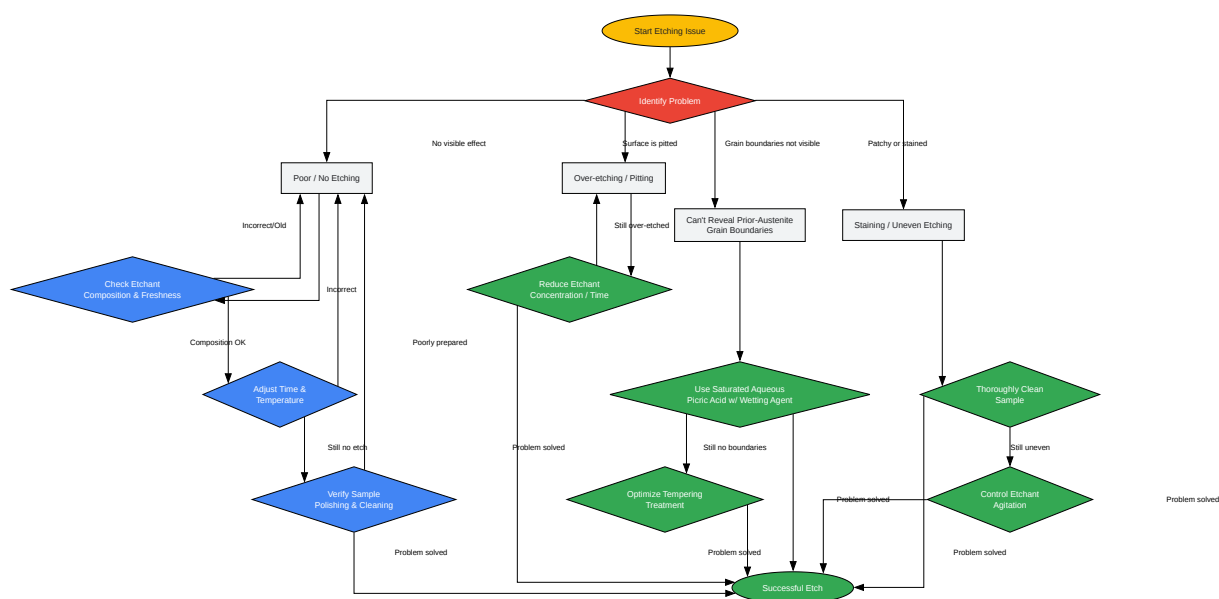 Start Etching Issue
Identify Problem
No visible effect
Surface is pitted
Grain boundaries not visible
Patchy or stained
Poor / No Etching
Over-etching / Pitting
Can't Reveal Prior-Austenite
Grain Boundaries
Staining / Uneven Etching
Incorrect/Old
Still over-etched
Check Etchant
Composition & Freshness
Incorrect
Reduce Etchant
Concentration / Time
Composition OK
Poorly prepared
Adjust Time &
Temperature
Use Saturated Aqueous
Picric Acid w/ Wetting Agent
Thoroughly Clean
Sample
Still no etch
Problem solved
Still no boundaries
Still uneven
Verify Sample
Polishing & Cleaning
Optimize Tempering
Treatment
Problem solved
Control Etchant
Agitation
Problem solved
Problem solved
Problem solved
Problem solved
Successful Etch